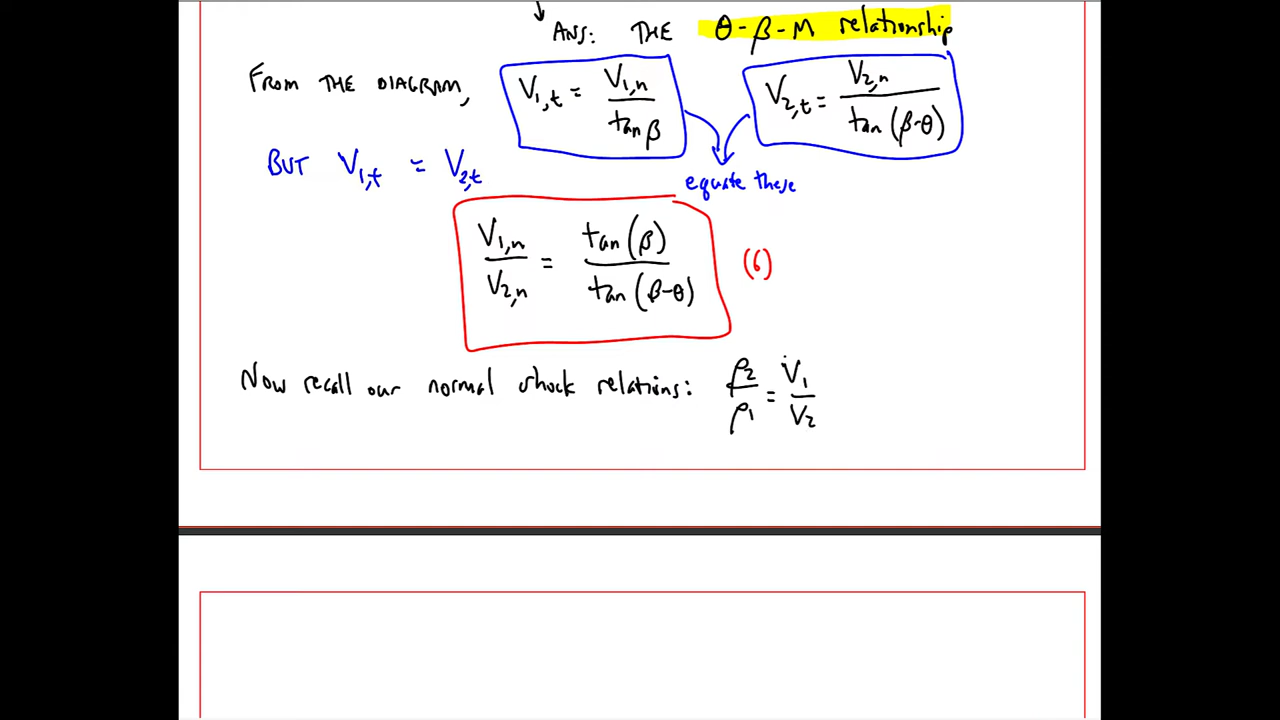 ANS: THE θ-β-M relationship
FROM THE DIAGRAM, V1,t = V1,n / tan β V2,t = V2,n / tan (β-θ)
BUT V1,t = V2,t equate these
V1,n / V2,n = tan (β) / tan (β-θ) (6)
Now recall our normal shock relations: ρ2 / ρ1 = V1 / V2